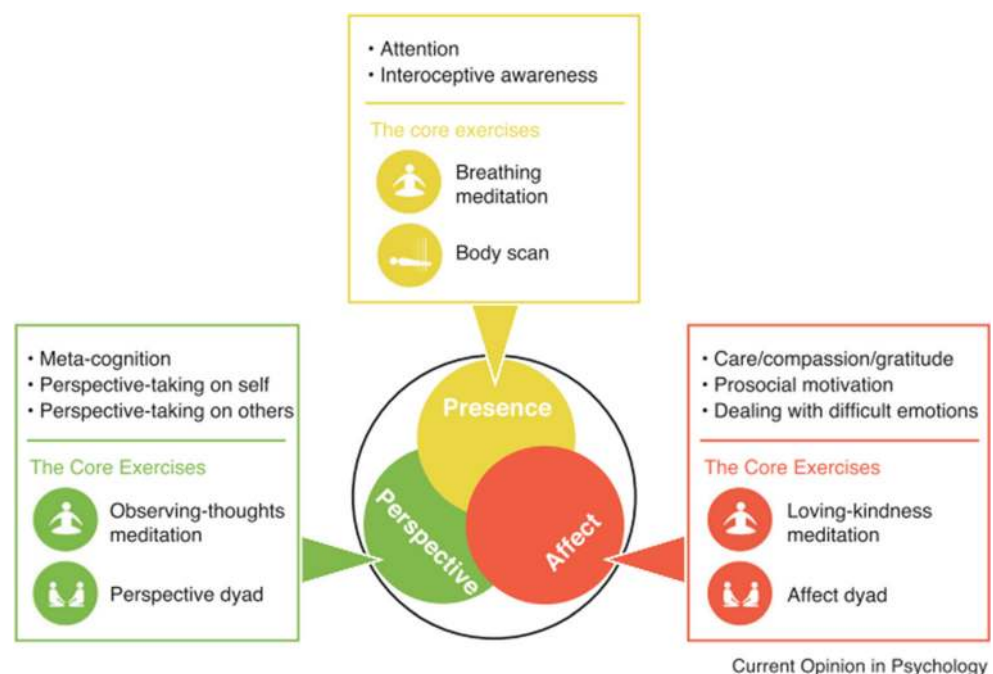 • Attention
• Interoceptive awareness
The core exercises
Breathing
meditation
Body scan
• Meta-cognition
• Perspective-taking on self
• Perspective-taking on others
The Core Exercises
Observing-thoughts
meditation
Perspective dyad
Presence
Perspective
Affect
• Care/compassion/gratitude
• Prosocial motivation
• Dealing with difficult emotions
The Core Exercises
Loving-kindness
meditation
Affect dyad
Current Opinion in Psychology